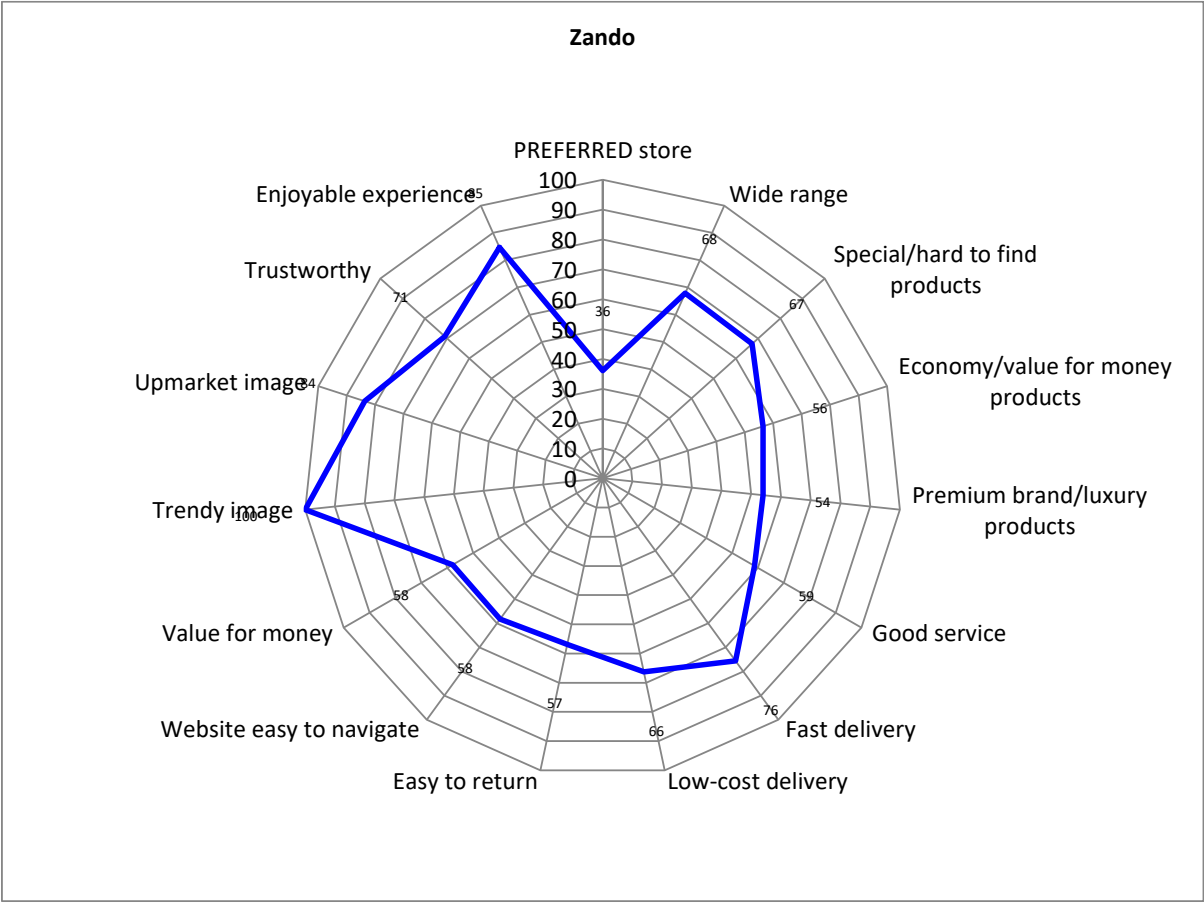 Zando
PREFERRED store
Enjoyable experience
85
Wide range
100
90
68
80
Special/hard to find
products
Trustworthy
71
70
67
60
36
50
Upmarket image
84
40
Economy/value for money
products
56
30
20
10
0
Trendy image
100
Premium brand/luxury
products
54
58
59
Value for money
Good service
58
57
76
66
Website easy to navigate
Fast delivery
Easy to return
Low-cost delivery